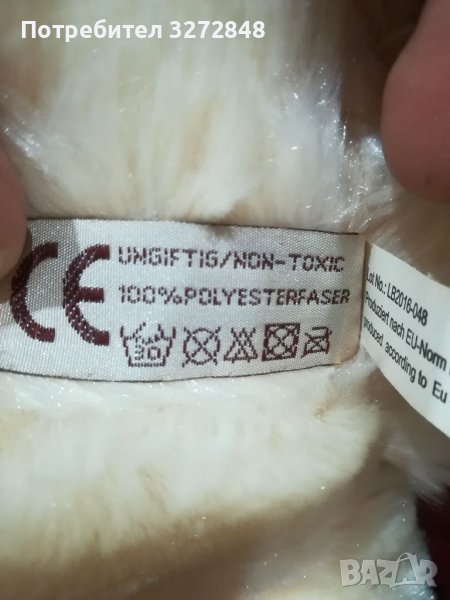 Потребител 3272848
CE
UNGIFTIG/NON-TOXIC
100%POLYESTERFASER
30
Lot No.: LB2016-048
Produziert nach EU-Norm
produced according to Eu
BAZAR